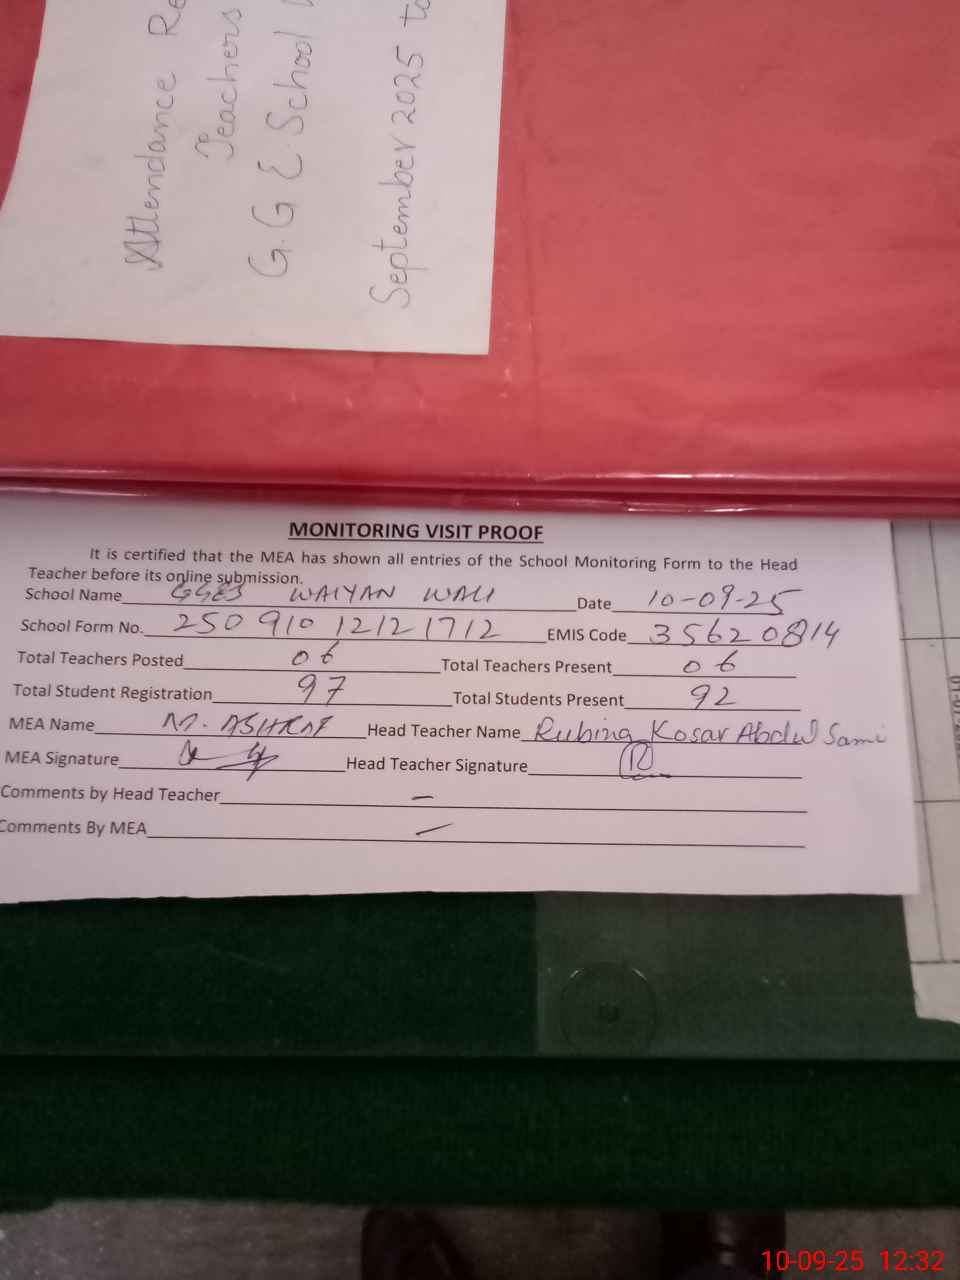 Attendance Re
Teachers
G.G E. School
September 2025 to
MONITORING VISIT PROOF
It is certified that the MEA has shown all entries of the School Monitoring Form to the Head
Teacher before its online submission.
School Name GGES WAIYAN WALI Date 10-09-25
School Form No. 250910 12121712 EMIS Code 35620814
Total Teachers Posted 06 Total Teachers Present 06
Total Student Registration 97 Total Students Present 92
MEA Name M. ASHRAF Head Teacher Name Rubina Kosar Abdul Sami
MEA Signature Head Teacher Signature R
Comments by Head Teacher –
Comments By MEA –
10-09-25 12:32